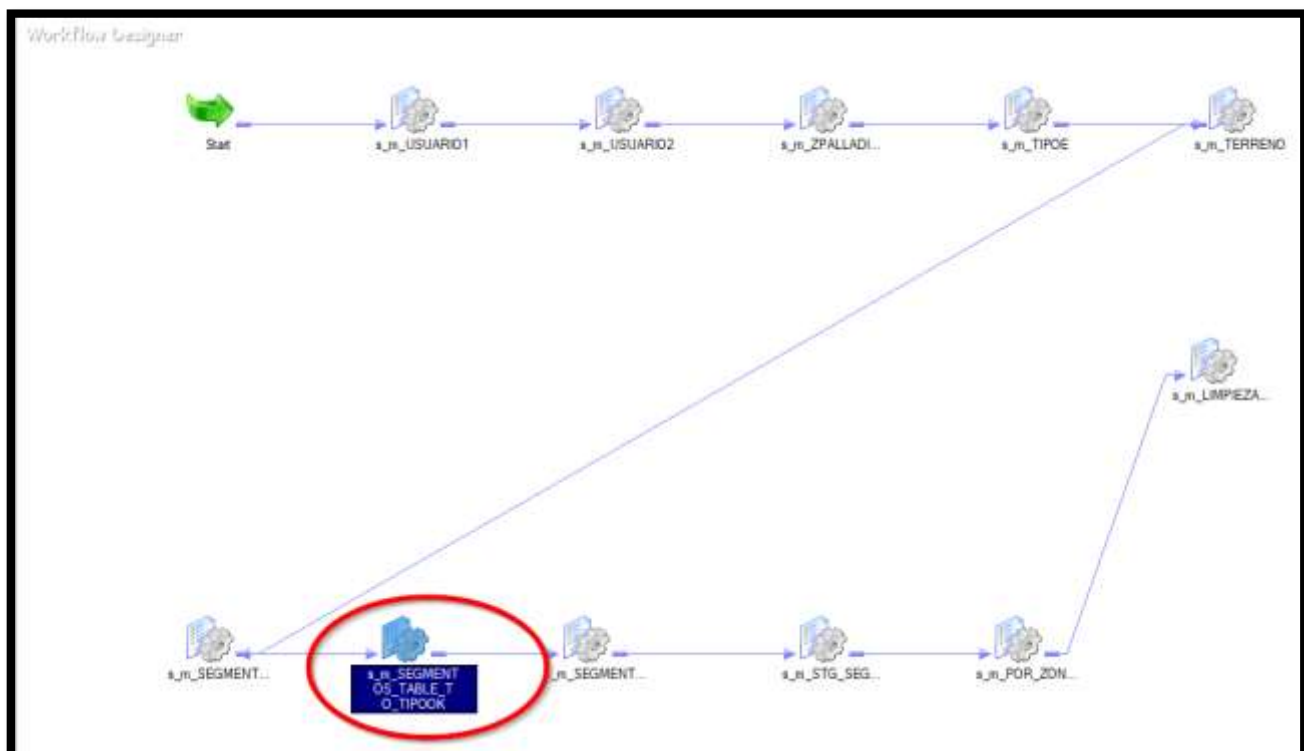 Workflow Designer
Start
s_m_USUARIO1
s_m_USUARIO2
s_m_ZPALLADI...
s_m_TIPOE
s_m_TERRENO
s_m_LIMPIEZA...
s_m_SEGMENT...
s_m_SEGMENT
OS_TABLE_T
O_TIPOOK
_m_SEGMENT...
s_m_STG_SEG...
s_m_POR_ZON...